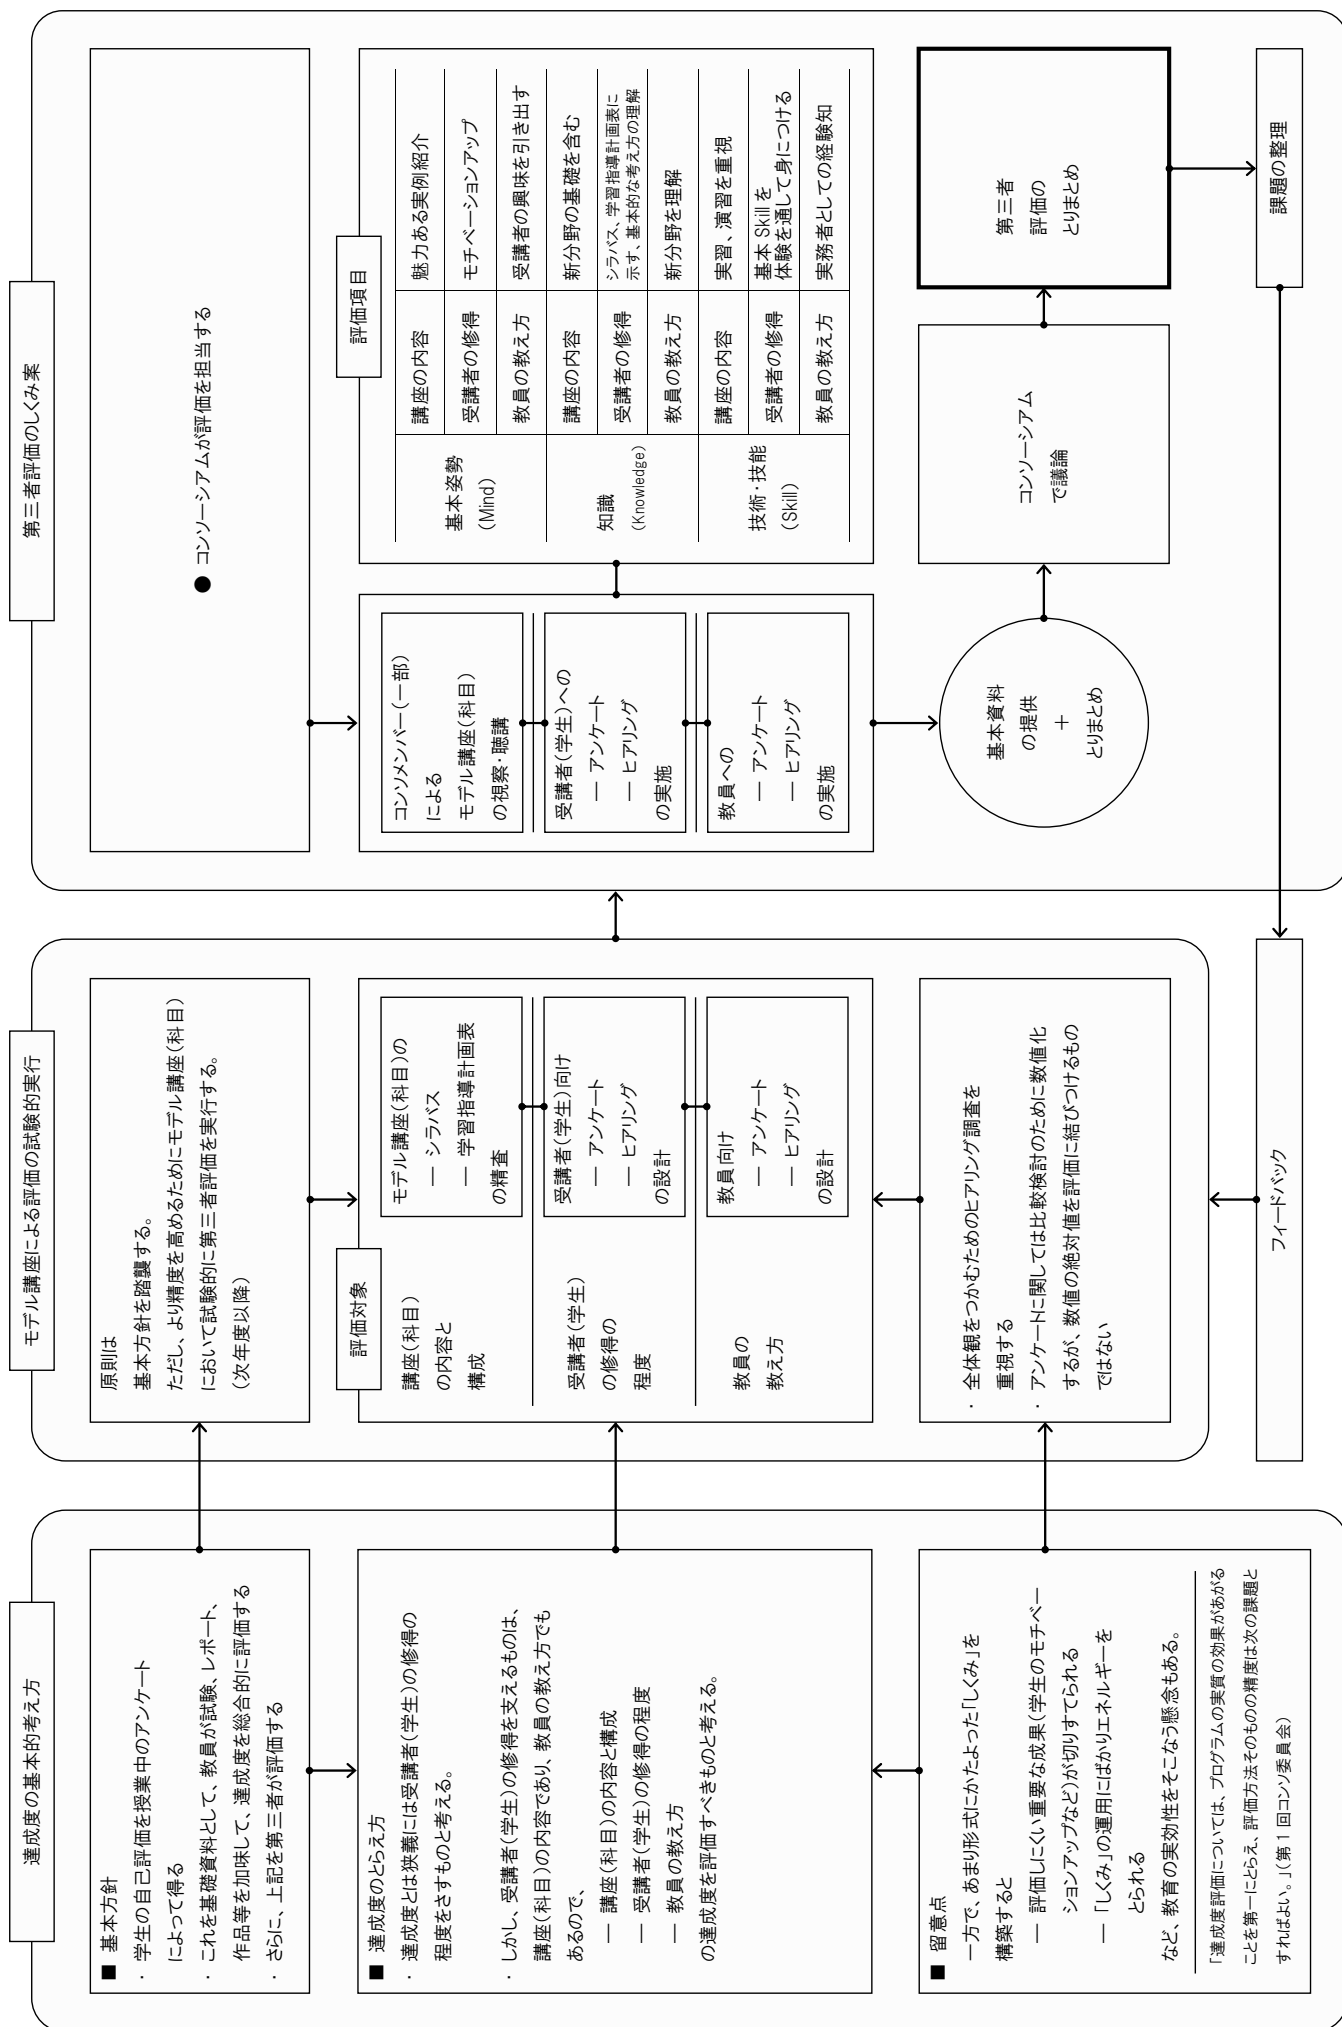 達成度の基本的考え方
■ 基本方針
・ 学生の自己評価を授業中のアンケート
によって得る
・ これを基礎資料として、教員が試験、レポート、
作品等を加味して、達成度を総合的に評価する
・ さらに、上記を第三者が評価する
■ 達成度のとらえ方
・ 達成度とは狭義には受講者(学生)の修得の
程度をさすものと考える。
・ しかし、受講者(学生)の修得を支えるものは、
講座(科目)の内容であり、教員の教え方でも
あるので、
― 講座(科目)の内容と構成
― 受講者(学生)の修得の程度
― 教員の教え方
の達成度を評価すべきものと考える。
■ 留意点
一方で、あまり形式にかたよった「しくみ」を
構築すると
― 評価しにくい重要な成果(学生のモチベー
ションアップなど)が切りすてられる
― 「しくみ」の運用にばかりエネルギーを
とられる
など、教育の実効性をそこなう懸念もある。
「達成度評価については、プログラムの実質の効果があがる
ことを第一にとらえ、評価方法そのものの精度は次の課題と
すればよい。」(第1回コンソ委員会)
モデル講座による評価の試験的実行
原則は
基本方針を踏襲する。
ただし、より精度を高めるためにモデル講座(科目)
において試験的に第三者評価を実行する。
(次年度以降)
評価対象
講座(科目)
の内容と
構成
モデル講座(科目)の
― シラバス
― 学習指導計画表
の精査
受講者(学生)
の修得の
程度
受講者(学生)向け
― アンケート
― ヒアリング
の設計
教員の
教え方
教員向け
― アンケート
― ヒアリング
の設計
・ 全体観をつかむためのヒアリング調査を
重視する
・ アンケートに関しては比較検討のために数値化
するが、数値の絶対値を評価に結びつけるもの
ではない
フィードバック
第三者評価のしくみ案
● コンソーシアムが評価を担当する
コンソメンバー(一部)
による
モデル講座(科目)
の視察・聴講
受講者(学生)への
― アンケート
― ヒアリング
の実施
教員への
― アンケート
― ヒアリング
の実施
評価項目
基本姿勢
(Mind)
講座の内容 魅力ある実例紹介
受講者の修得 モチベーションアップ
教員の教え方 受講者の興味を引き出す
知識
(Knowledge)
講座の内容 新分野の基礎を含む
受講者の修得 シラバス、学習指導計画表に
示す、基本的な考え方の理解
教員の教え方 新分野を理解
技術・技能
(Skill)
講座の内容 実習、演習を重視
受講者の修得 基本 Skill を
体験を通して身につける
教員の教え方 実務者としての経験知
基本資料
の提供
＋
とりまとめ
コンソーシアム
で議論
第三者
評価の
とりまとめ
課題の整理